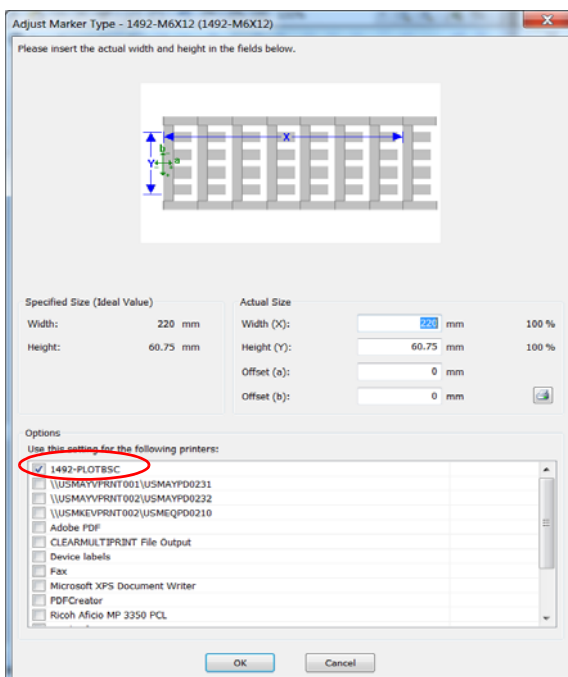 Adjust Marker Type - 1492-M6X12 (1492-M6X12)
Please insert the actual width and height in the fields below.
X
b
Y
a
Specified Size (Ideal Value)
Actual Size
Width: 220 mm
Width (X): 220 mm 100 %
Height: 60.75 mm
Height (Y): 60.75 mm 100 %
Offset (a): 0 mm
Offset (b): 0 mm
Options
Use this setting for the following printers:
1492-PLOTBSC
\\USMAYVPRNT001\USMAYPD0231
\\USMAYVPRNT002\USMAYPD0232
\\USMKEVPRNT002\USMEQPD0210
Adobe PDF
CLEARMULTIPRINT File Output
Device labels
Fax
Microsoft XPS Document Writer
PDFCreator
Ricoh Aficio MP 3350 PCL
OK
Cancel